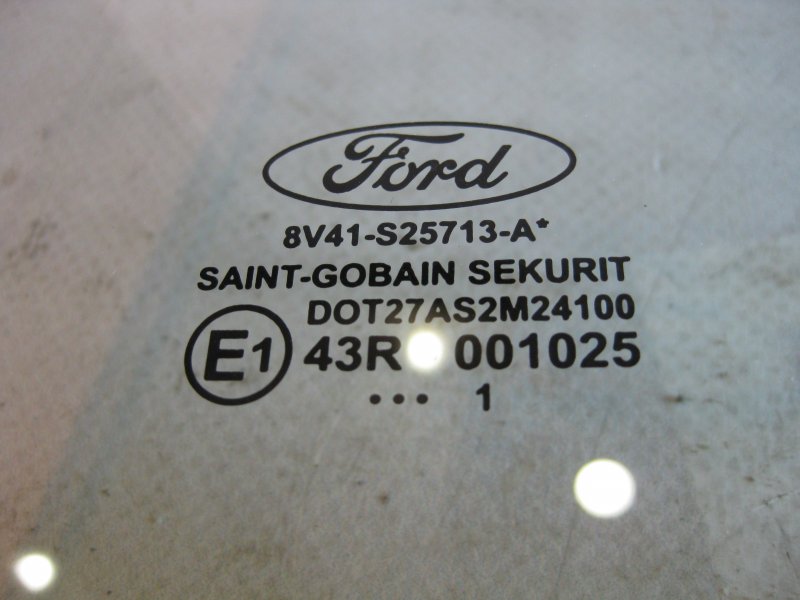 Ford
8V41-S25713-A*
SAINT-GOBAIN SEKURIT
DOT27AS2M24100
E1 43R 001025
... 1